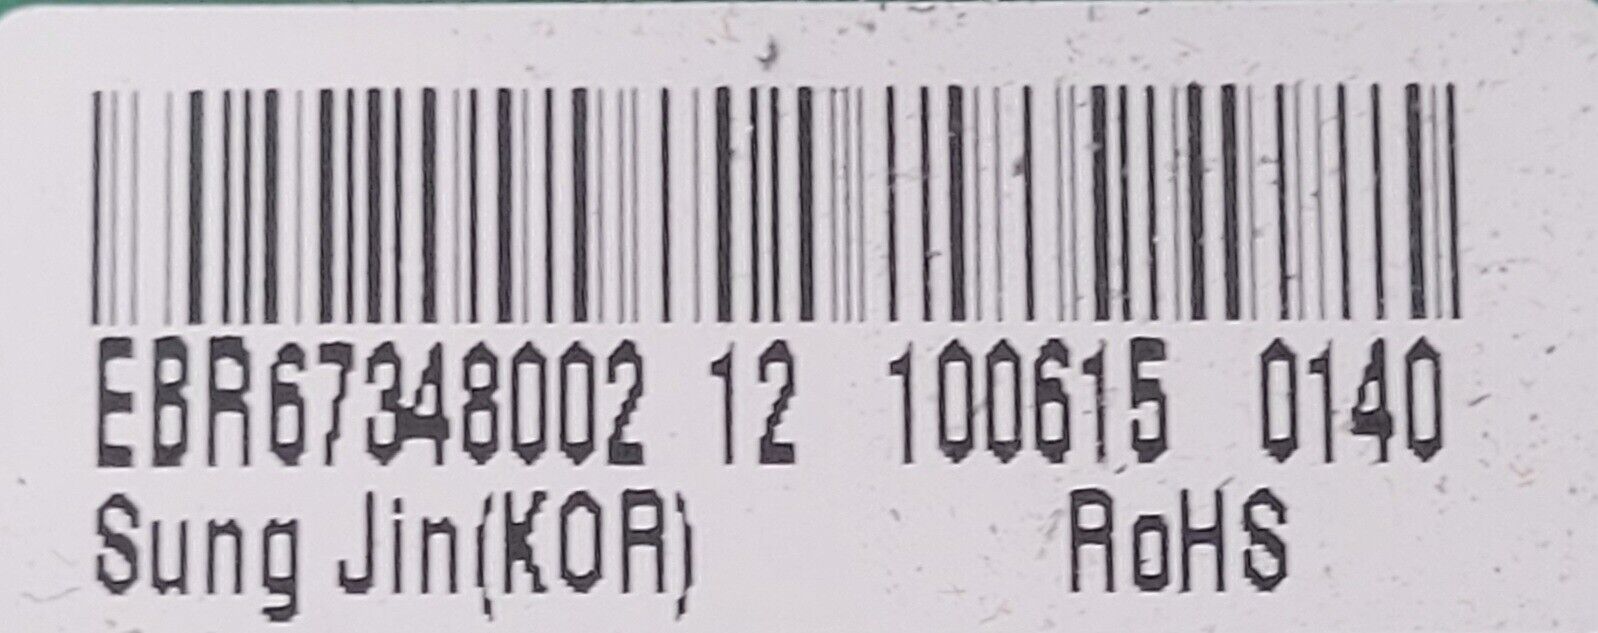 EBR67348002 12 100615 0140
Sung Jin(KOR) RoHS